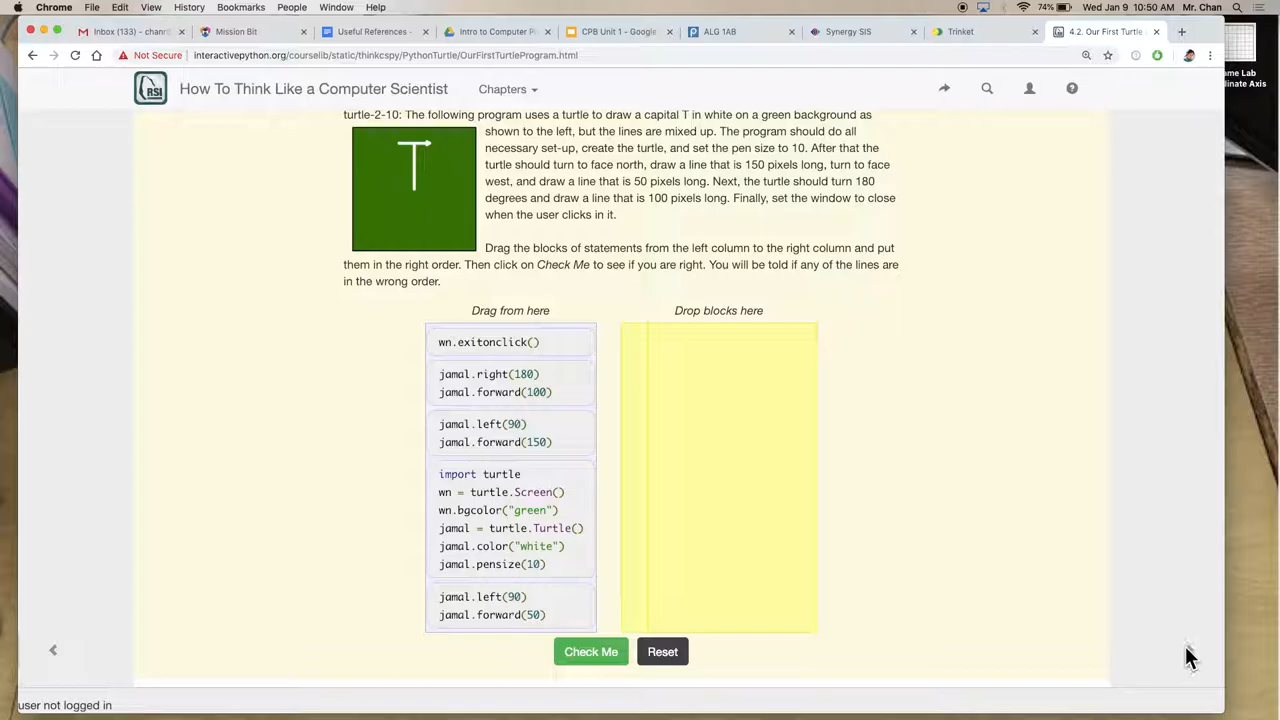 Chrome File Edit View History Bookmarks People Window Help 74% Wed Jan 9 10:50 AM Mr. Chan
Inbox (133) Mission Bit Useful References Intro to Computer CPB Unit 1 - Google ALG 1AB Synergy SIS Trinket 4.2. Our First Turtle
Not Secure interactivepython.org/courselib/static/thinkcspy/PythonTurtle/OurFirstTurtleProgram.html
RSI How To Think Like a Computer Scientist Chapters
turtle-2-10: The following program uses a turtle to draw a capital T in white on a green background as
shown to the left, but the lines are mixed up. The program should do all
necessary set-up, create the turtle, and set the pen size to 10. After that the
turtle should turn to face north, draw a line that is 150 pixels long, turn to face
west, and draw a line that is 50 pixels long. Next, the turtle should turn 180
degrees and draw a line that is 100 pixels long. Finally, set the window to close
when the user clicks in it.
Drag the blocks of statements from the left column to the right column and put
them in the right order. Then click on Check Me to see if you are right. You will be told if any of the lines are
in the wrong order.
Drag from here
wn.exitonclick()
jamal.right(180)
jamal.forward(100)
jamal.left(90)
jamal.forward(150)
import turtle
wn = turtle.Screen()
wn.bgcolor("green")
jamal = turtle.Turtle()
jamal.color("white")
jamal.pensize(10)
jamal.left(90)
jamal.forward(50)
Drop blocks here
Check Me Reset
user not logged in